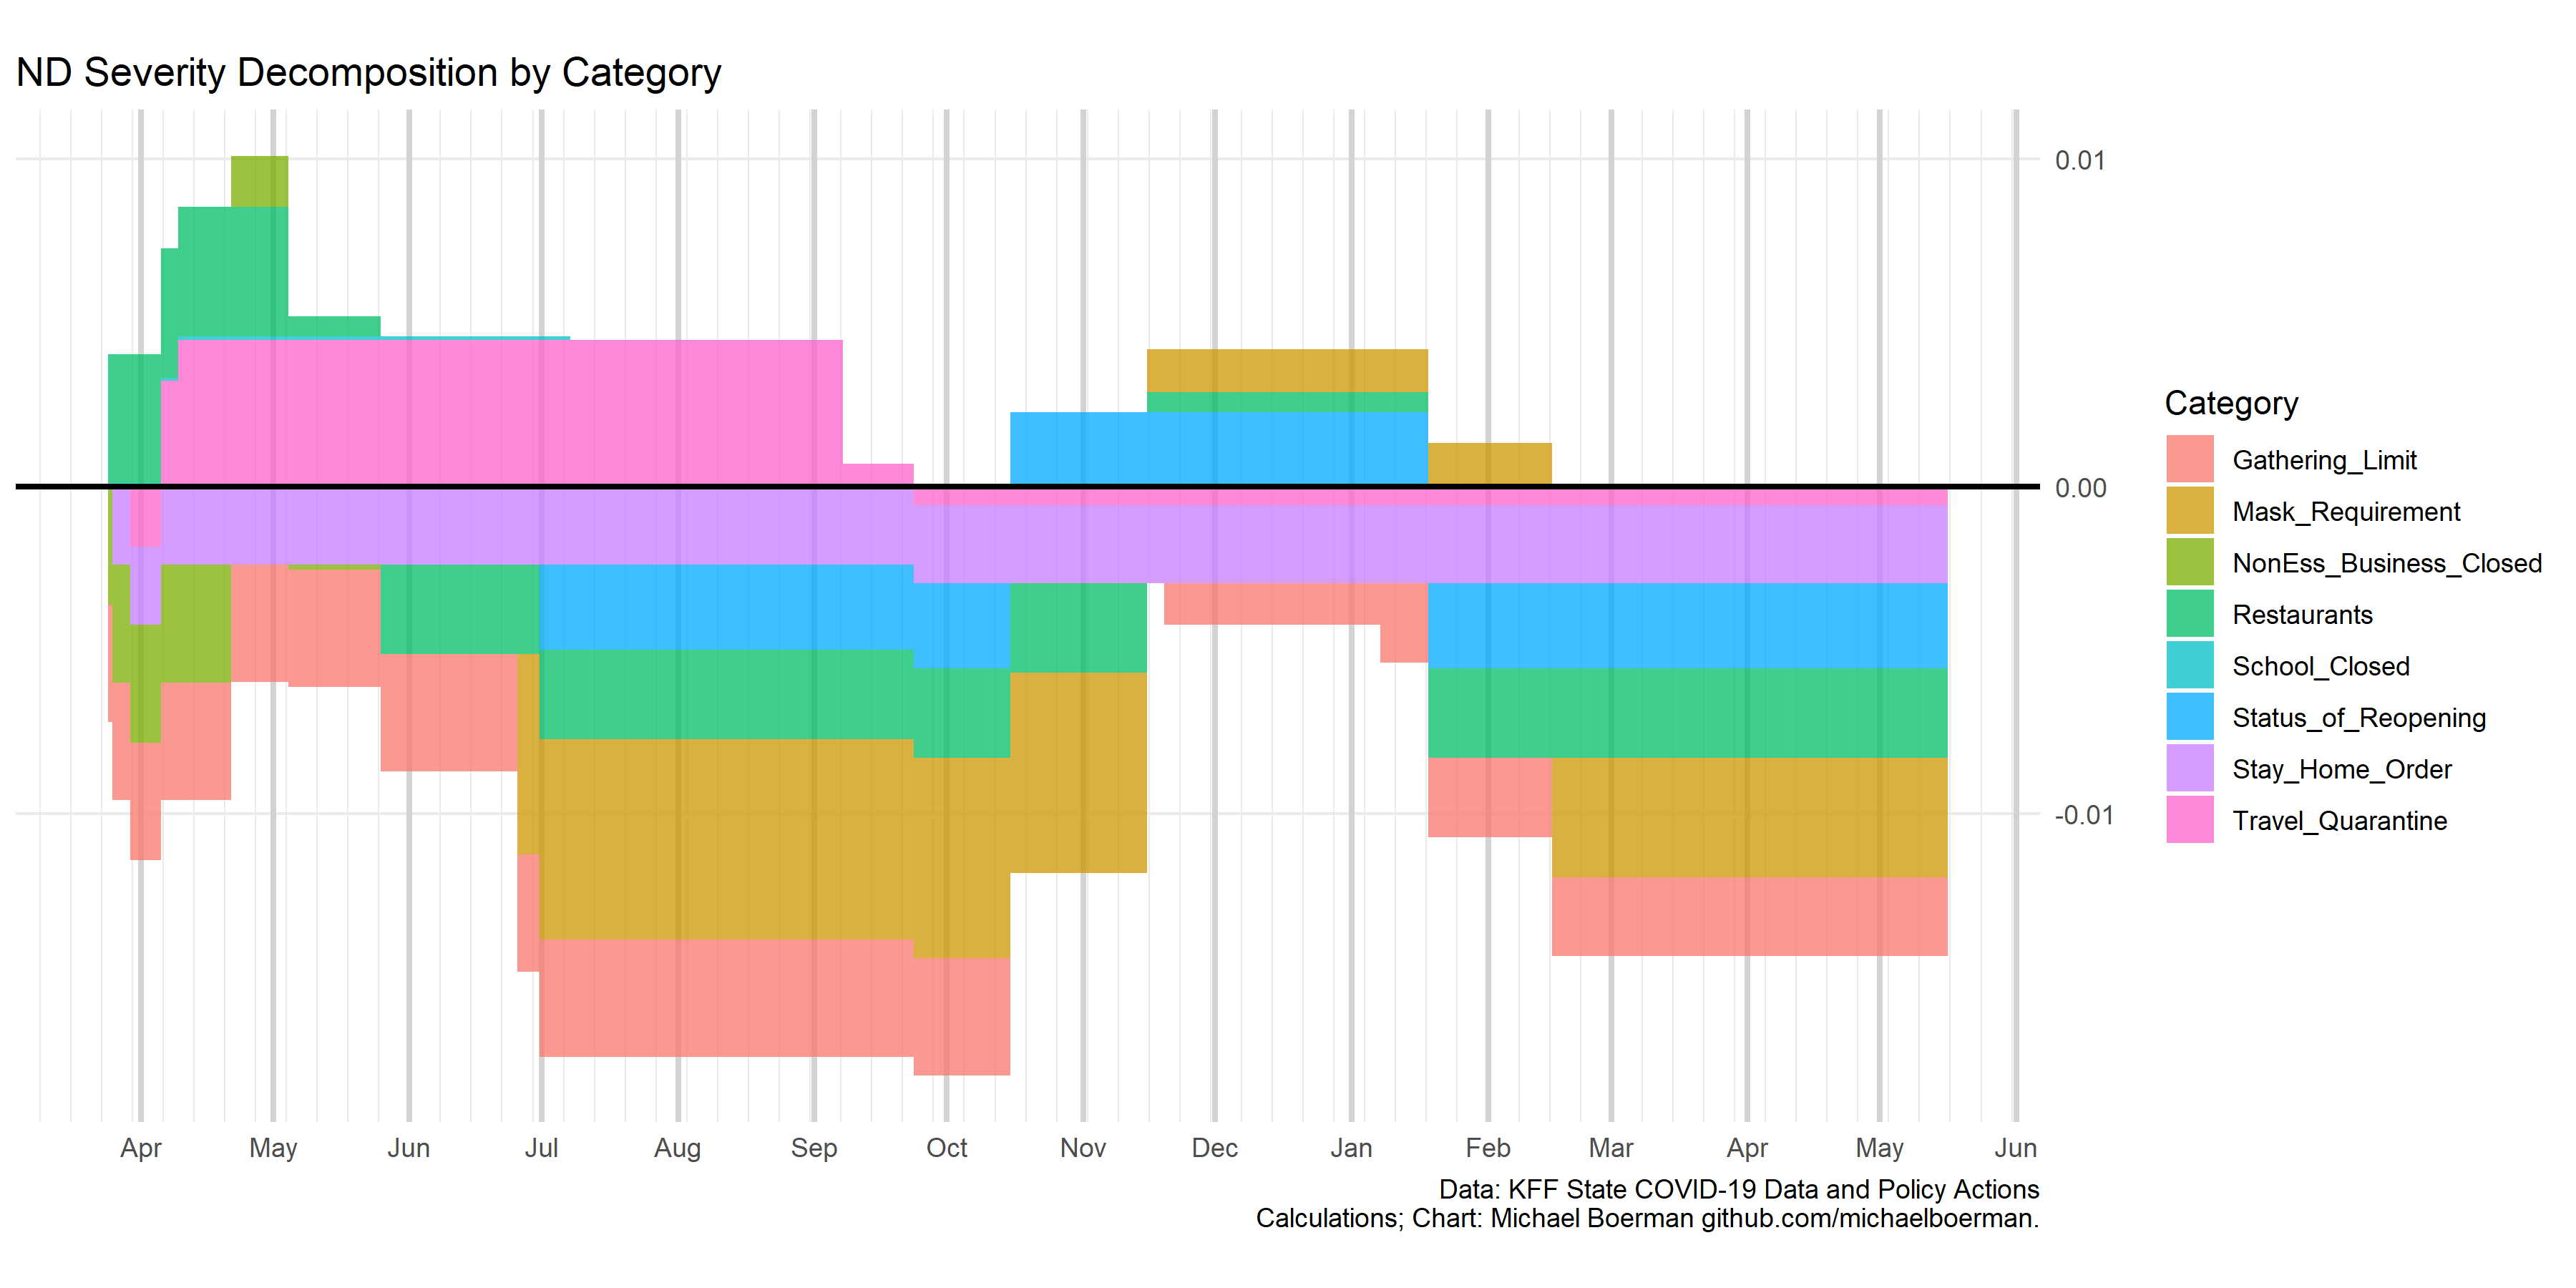 ND Severity Decomposition by Category
0.01
0.00
-0.01
Category
Gathering_Limit
Mask_Requirement
NonEss_Business_Closed
Restaurants
School_Closed
Status_of_Reopening
Stay_Home_Order
Travel_Quarantine
Apr May Jun Jul Aug Sep Oct Nov Dec Jan Feb Mar Apr May Jun
Data: KFF State COVID-19 Data and Policy Actions
Calculations; Chart: Michael Boerman github.com/michaelboerman.